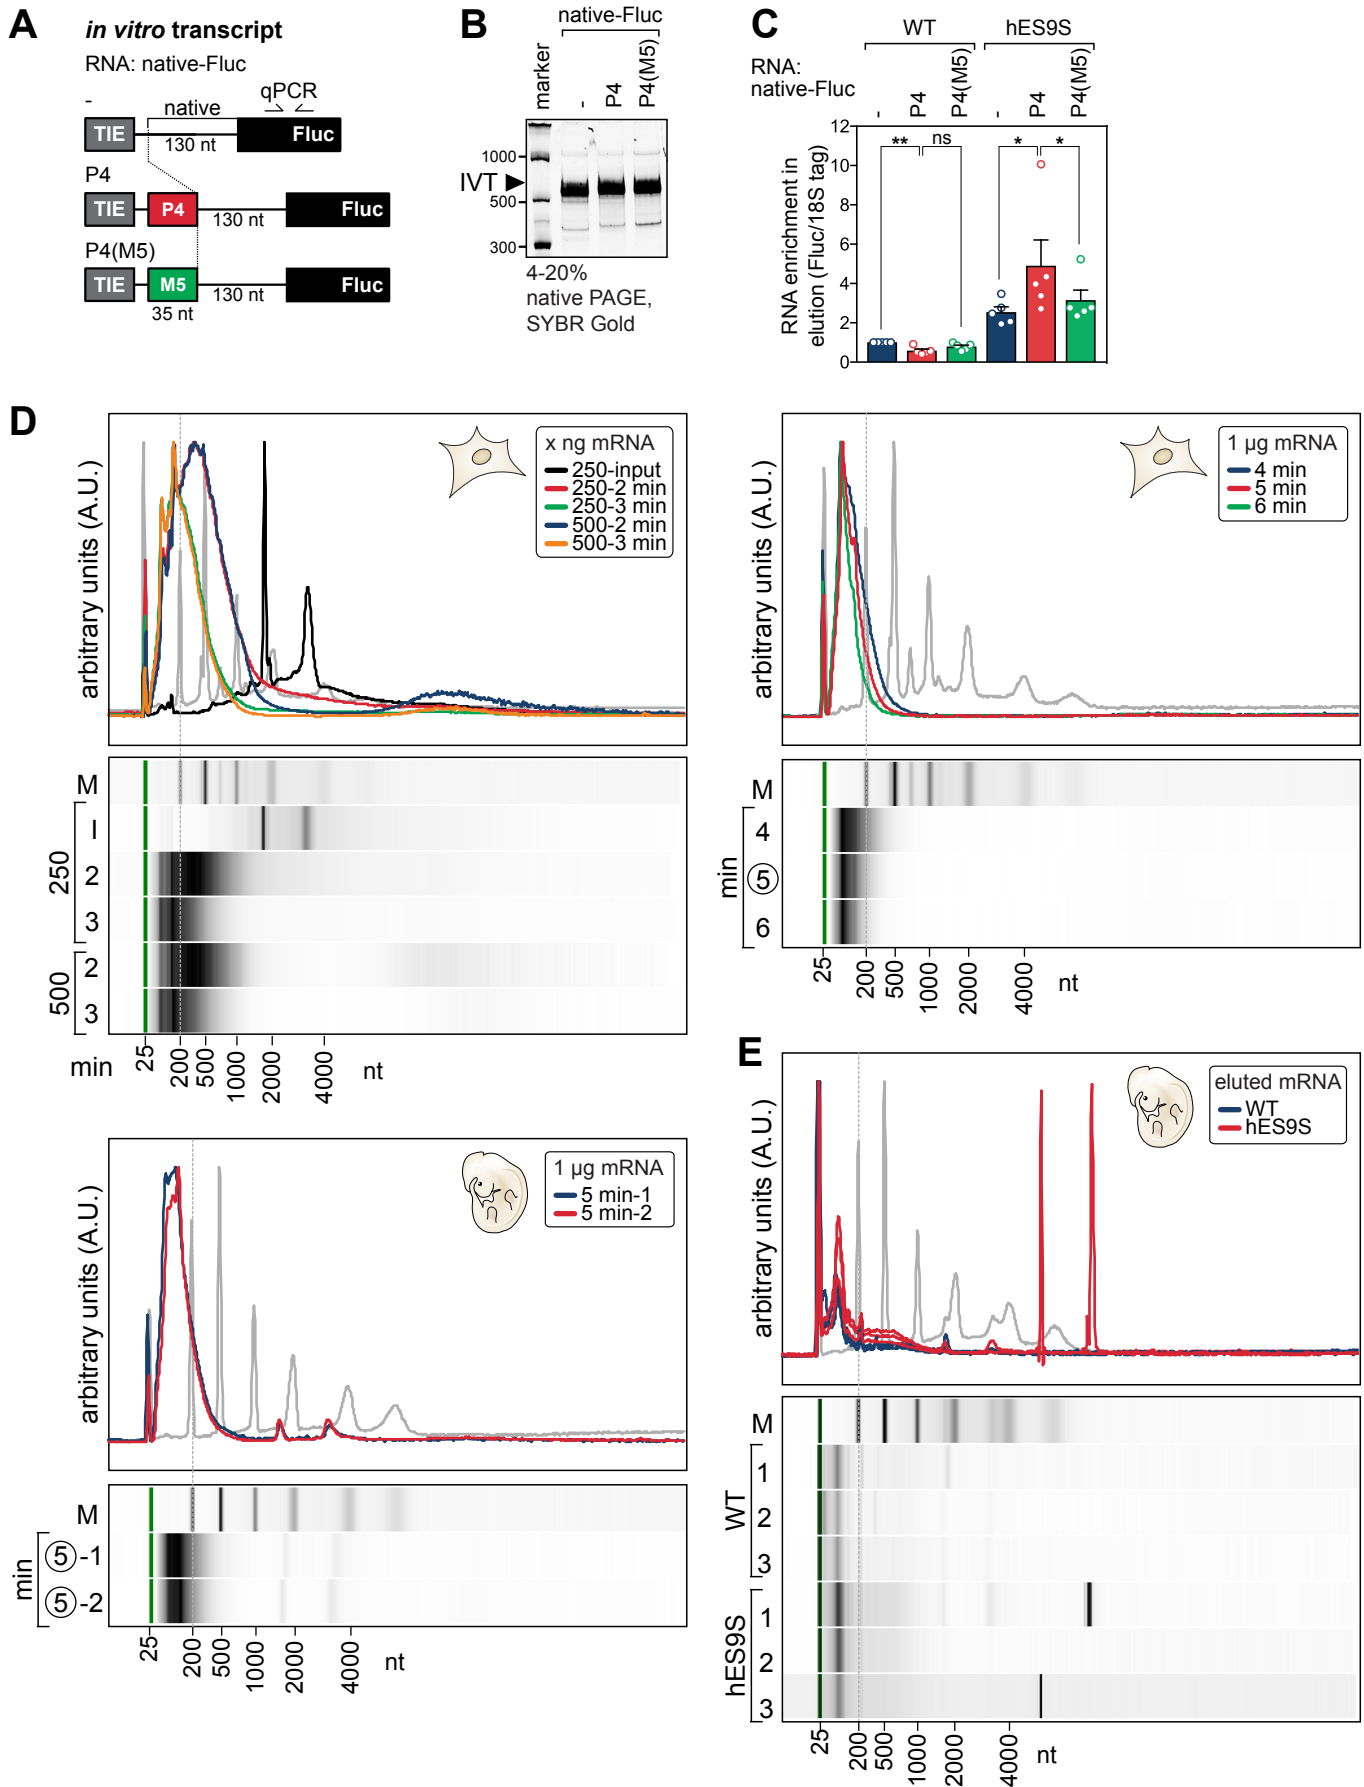 A
in vitro transcript
RNA: native-Fluc
-
native
qPCR
TIE
130 nt
Fluc
P4
TIE
P4
130 nt
Fluc
P4(M5)
TIE
M5
130 nt
Fluc
35 nt
B
native-Fluc
marker
-
P4
P4(M5)
1000
IVT
500
300
4-20%
native PAGE,
SYBR Gold
C
WT
hES9S
RNA:
native-Fluc
-
P4
P4(M5)
-
P4
P4(M5)
RNA enrichment in
elution (Fluc/18S tag)
12
10
8
6
4
2
0
**
ns
*
*
D
arbitrary units (A.U.)
x ng mRNA
250-input
250-2 min
250-3 min
500-2 min
500-3 min
M
250
I
2
3
500
2
3
min
25
200
500
1000
2000
4000
nt
arbitrary units (A.U.)
1 µg mRNA
4 min
5 min
6 min
M
min
4
5
6
25
200
500
1000
2000
4000
nt
arbitrary units (A.U.)
1 µg mRNA
5 min-1
5 min-2
M
min
5-1
5-2
25
200
500
1000
2000
4000
nt
E
arbitrary units (A.U.)
eluted mRNA
WT
hES9S
M
WT
1
2
3
hES9S
1
2
3
25
200
500
1000
2000
4000
nt